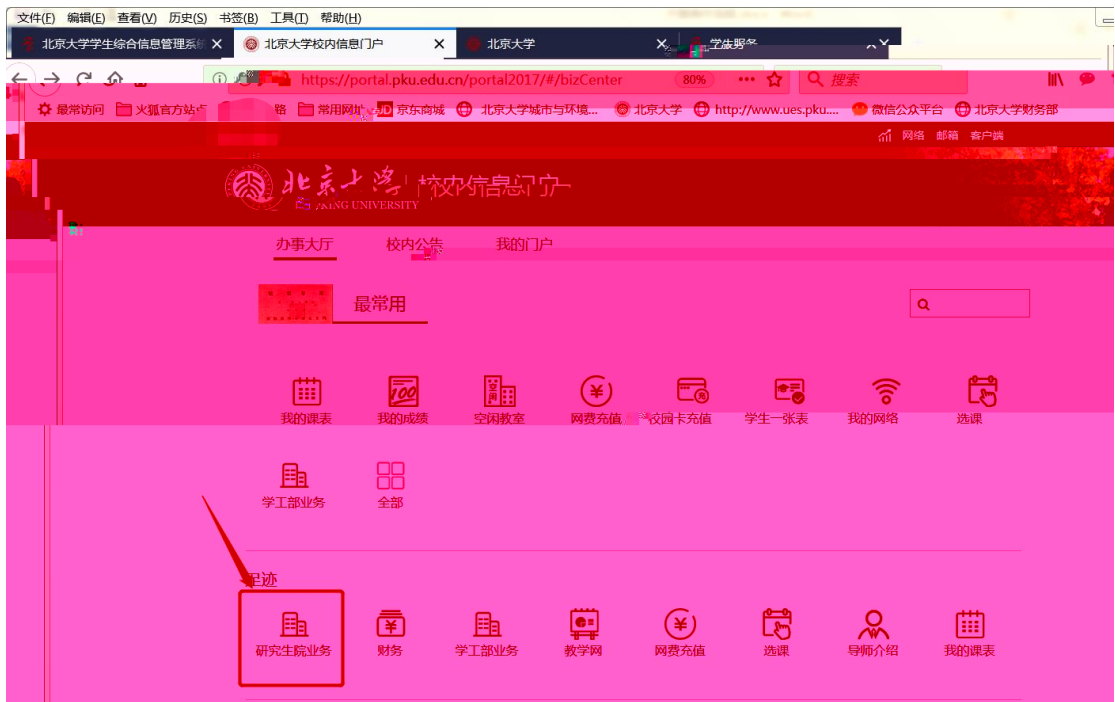 文件(F) 编辑(E) 查看(V) 历史(S) 书签(B) 工具(T) 帮助(H)
北京大学学生综合信息管理系统 × 北京大学校内信息门户 × 北京大学 ×
https://portal.pku.edu.cn/portal2017/#/bizCenter 80% ••• 搜索
最常访问 火狐官方站点 常用网址 京东商城 北京大学城市与环境... 北京大学 http://www.ues.pku.... 微信公众平台 北京大学财务部
网络 邮箱 客户端
北京大学 校内信息门户
UNIVERSITY
办事大厅 校内公告 我的门户
最常用
我的课表 我的成绩 空闲教室 网费充值 校园卡充值 学生一张表 我的网络 选课
学工部业务 全部
足迹
研究生院业务 财务 学工部业务 教学网 网费充值 选课 导师介绍 我的课表